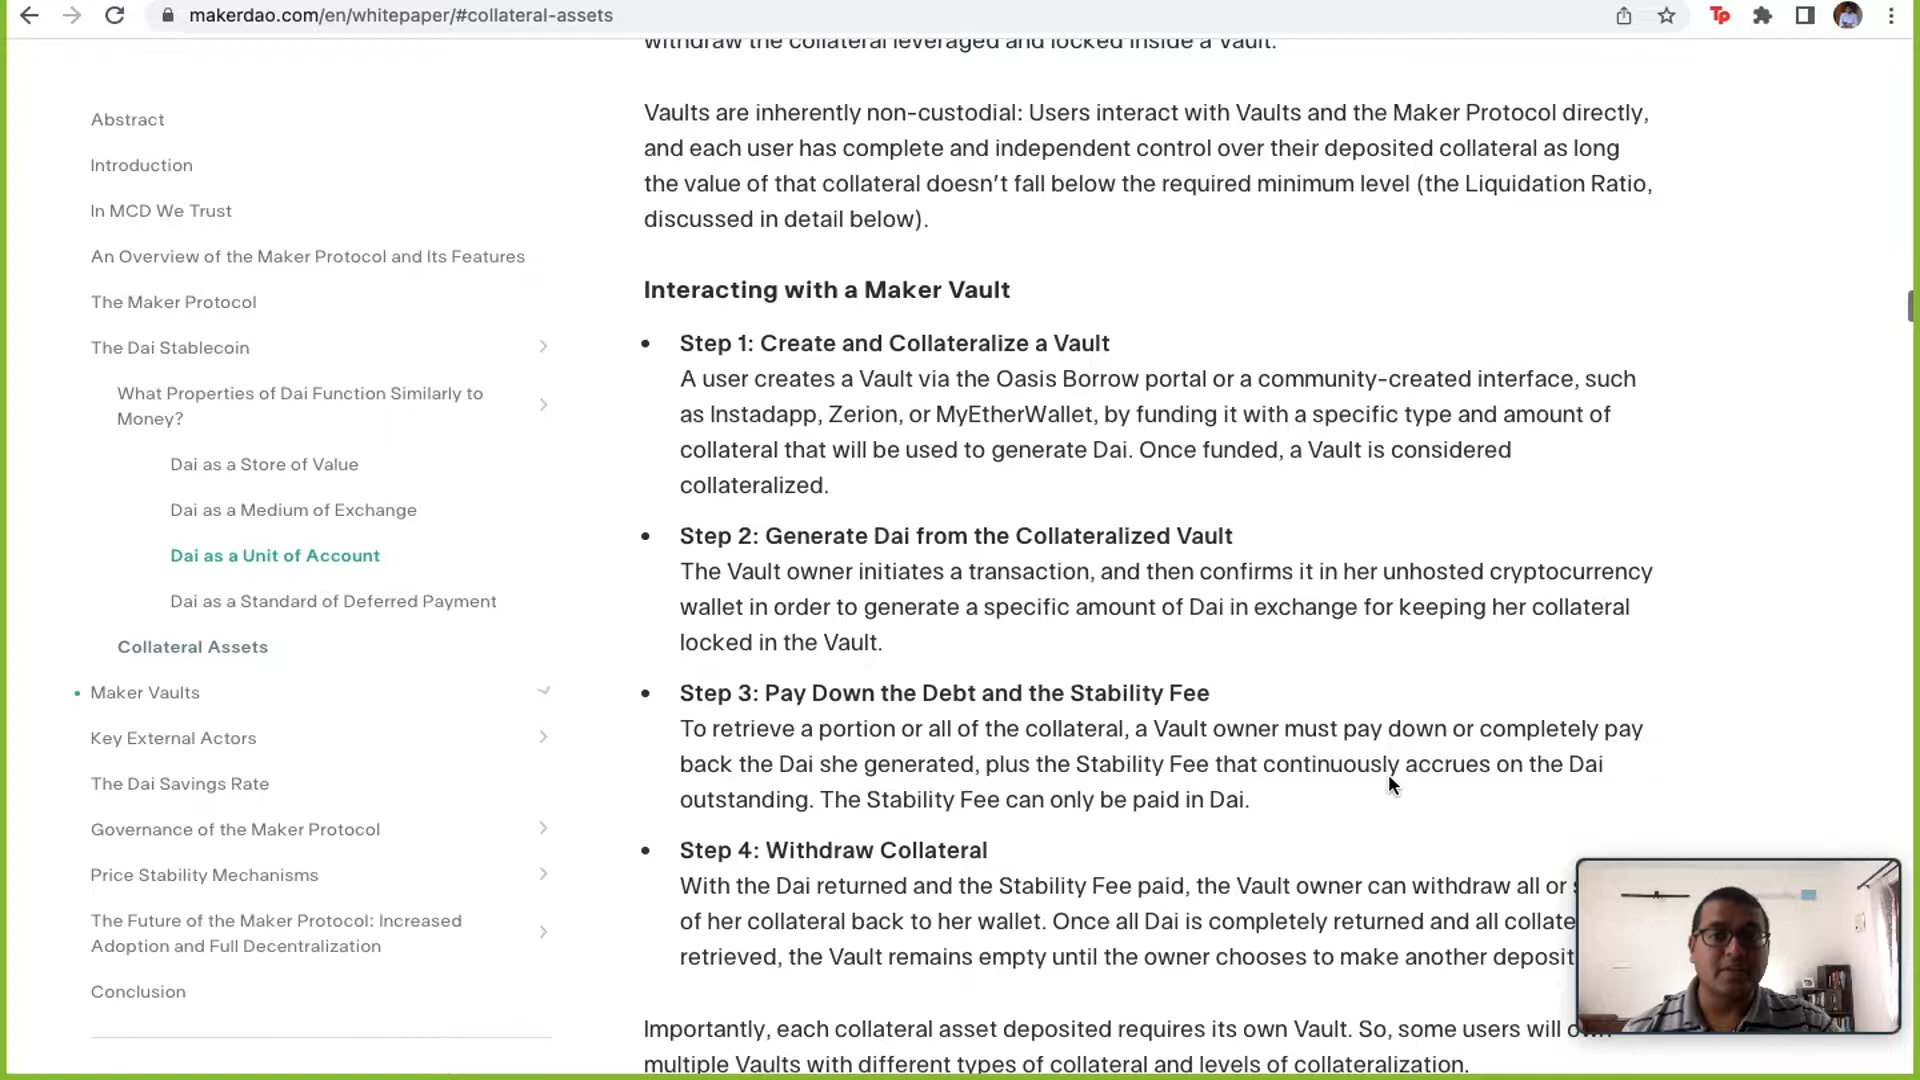 makerdao.com/en/whitepaper/#collateral-assets
Tp
Abstract
Introduction
In MCD We Trust
An Overview of the Maker Protocol and Its Features
The Maker Protocol
The Dai Stablecoin
What Properties of Dai Function Similarly to
Money?
Dai as a Store of Value
Dai as a Medium of Exchange
Dai as a Unit of Account
Dai as a Standard of Deferred Payment
Collateral Assets
Maker Vaults
Key External Actors
The Dai Savings Rate
Governance of the Maker Protocol
Price Stability Mechanisms
The Future of the Maker Protocol: Increased
Adoption and Full Decentralization
Conclusion
withdraw the collateral leveraged and locked inside a Vault.
Vaults are inherently non-custodial: Users interact with Vaults and the Maker Protocol directly,
and each user has complete and independent control over their deposited collateral as long
the value of that collateral doesn't fall below the required minimum level (the Liquidation Ratio,
discussed in detail below).
Interacting with a Maker Vault
• Step 1: Create and Collateralize a Vault
A user creates a Vault via the Oasis Borrow portal or a community-created interface, such
as Instadapp, Zerion, or MyEtherWallet, by funding it with a specific type and amount of
collateral that will be used to generate Dai. Once funded, a Vault is considered
collateralized.
• Step 2: Generate Dai from the Collateralized Vault
The Vault owner initiates a transaction, and then confirms it in her unhosted cryptocurrency
wallet in order to generate a specific amount of Dai in exchange for keeping her collateral
locked in the Vault.
• Step 3: Pay Down the Debt and the Stability Fee
To retrieve a portion or all of the collateral, a Vault owner must pay down or completely pay
back the Dai she generated, plus the Stability Fee that continuously accrues on the Dai
outstanding. The Stability Fee can only be paid in Dai.
• Step 4: Withdraw Collateral
With the Dai returned and the Stability Fee paid, the Vault owner can withdraw all or
of her collateral back to her wallet. Once all Dai is completely returned and all
retrieved, the Vault remains empty until the owner chooses to make another deposit
Importantly, each collateral asset deposited requires its own Vault. So, some users will
multiple Vaults with different types of collateral and levels of collateralization.